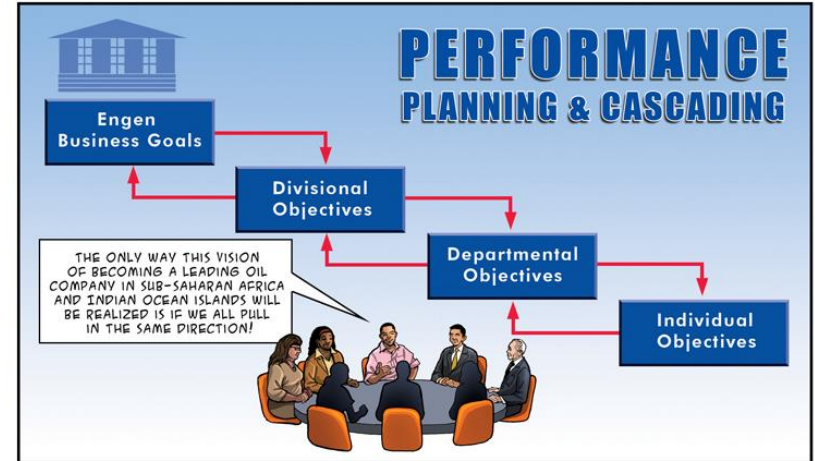 PERFORMANCE
PLANNING & CASCADING
Engen
Business Goals
Divisional
Objectives
Departmental
Objectives
Individual
Objectives
THE ONLY WAY THIS VISION
OF BECOMING A LEADING OIL
COMPANY IN SUB-SAHARAN AFRICA
AND INDIAN OCEAN ISLANDS WILL
BE REALIZED IS IF WE ALL PULL
IN THE SAME DIRECTION!